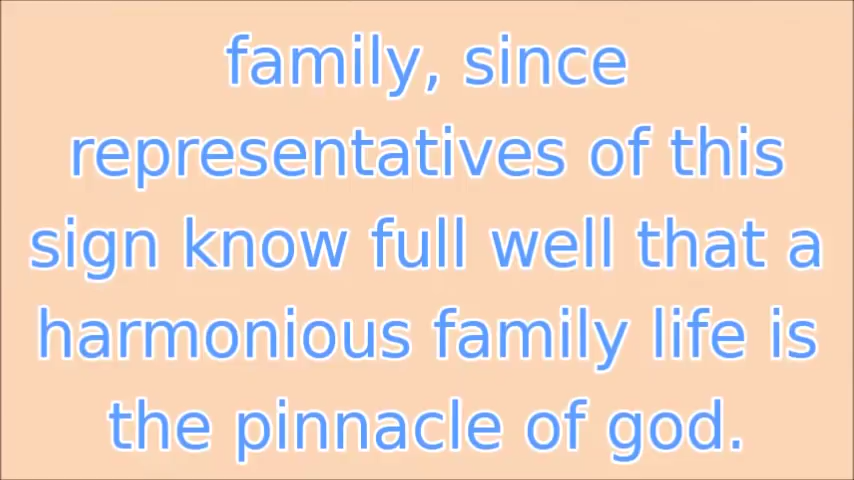 family, since
representatives of this
sign know full well that a
harmonious family life is
the pinnacle of god.